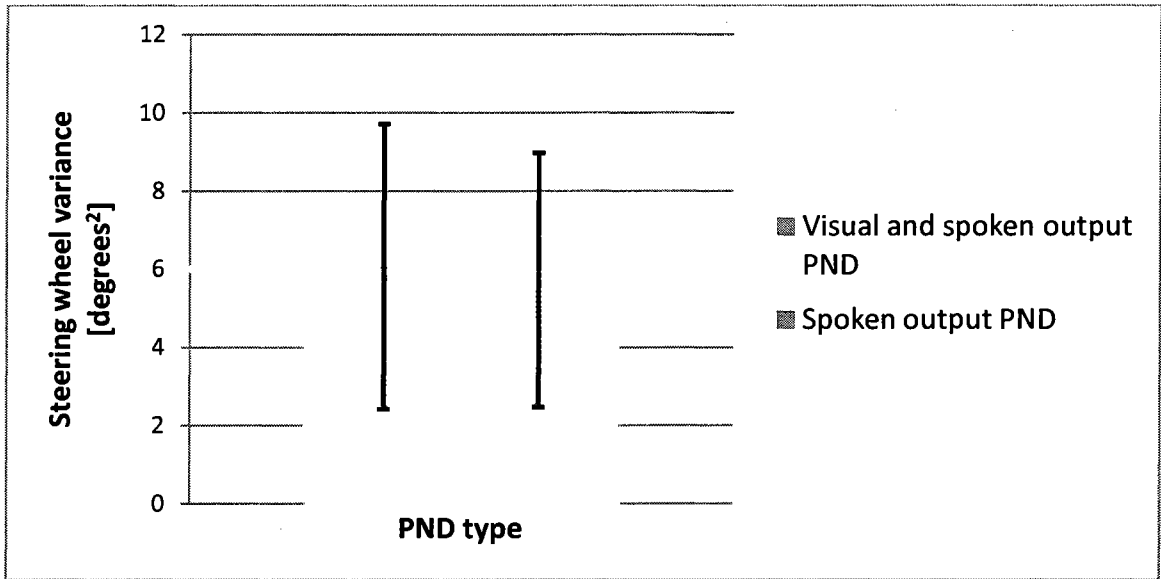 12
10
8
6
4
2
0
Steering wheel variance
[degrees²]
PND type
Visual and spoken output
PND
Spoken output PND